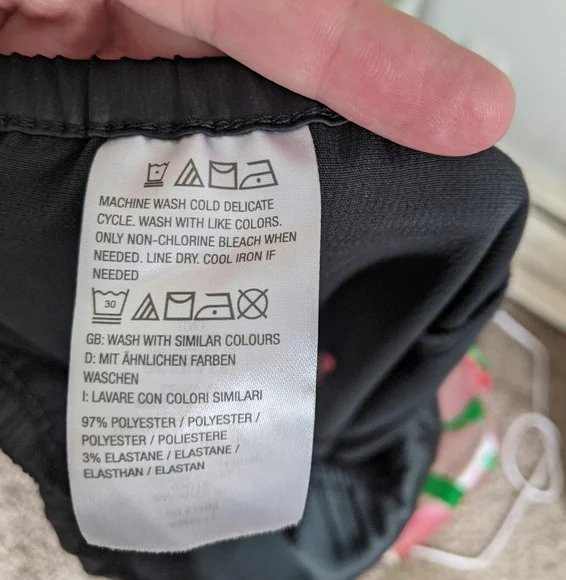 MACHINE WASH COLD DELICATE
CYCLE. WASH WITH LIKE COLORS.
ONLY NON-CHLORINE BLEACH WHEN
NEEDED. LINE DRY. COOL IRON IF
NEEDED
30
GB: WASH WITH SIMILAR COLOURS
D: MIT ÄHNLICHEN FARBEN
WASCHEN
I: LAVARE CON COLORI SIMILARI
97% POLYESTER / POLYESTER /
POLYESTER / POLIESTERE
3% ELASTANE / ELASTANE /
ELASTHAN / ELASTAN